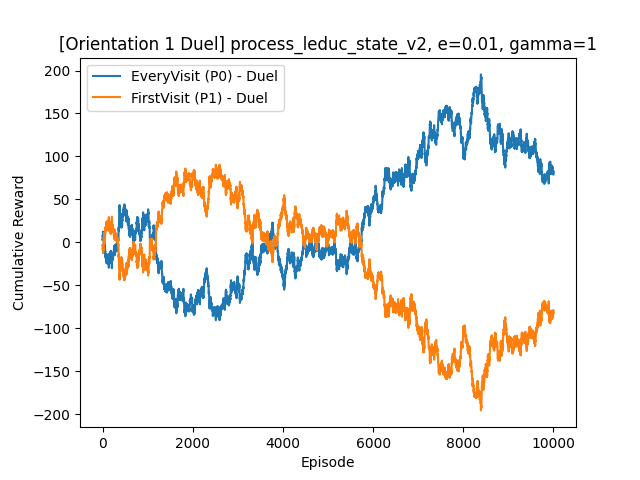 [Orientation 1 Duel] process_leduc_state_v2, e=0.01, gamma=1
EveryVisit (P0) - Duel
FirstVisit (P1) - Duel
200
150
100
50
0
−50
−100
−150
−200
Cumulative Reward
0 2000 4000 6000 8000 10000
Episode